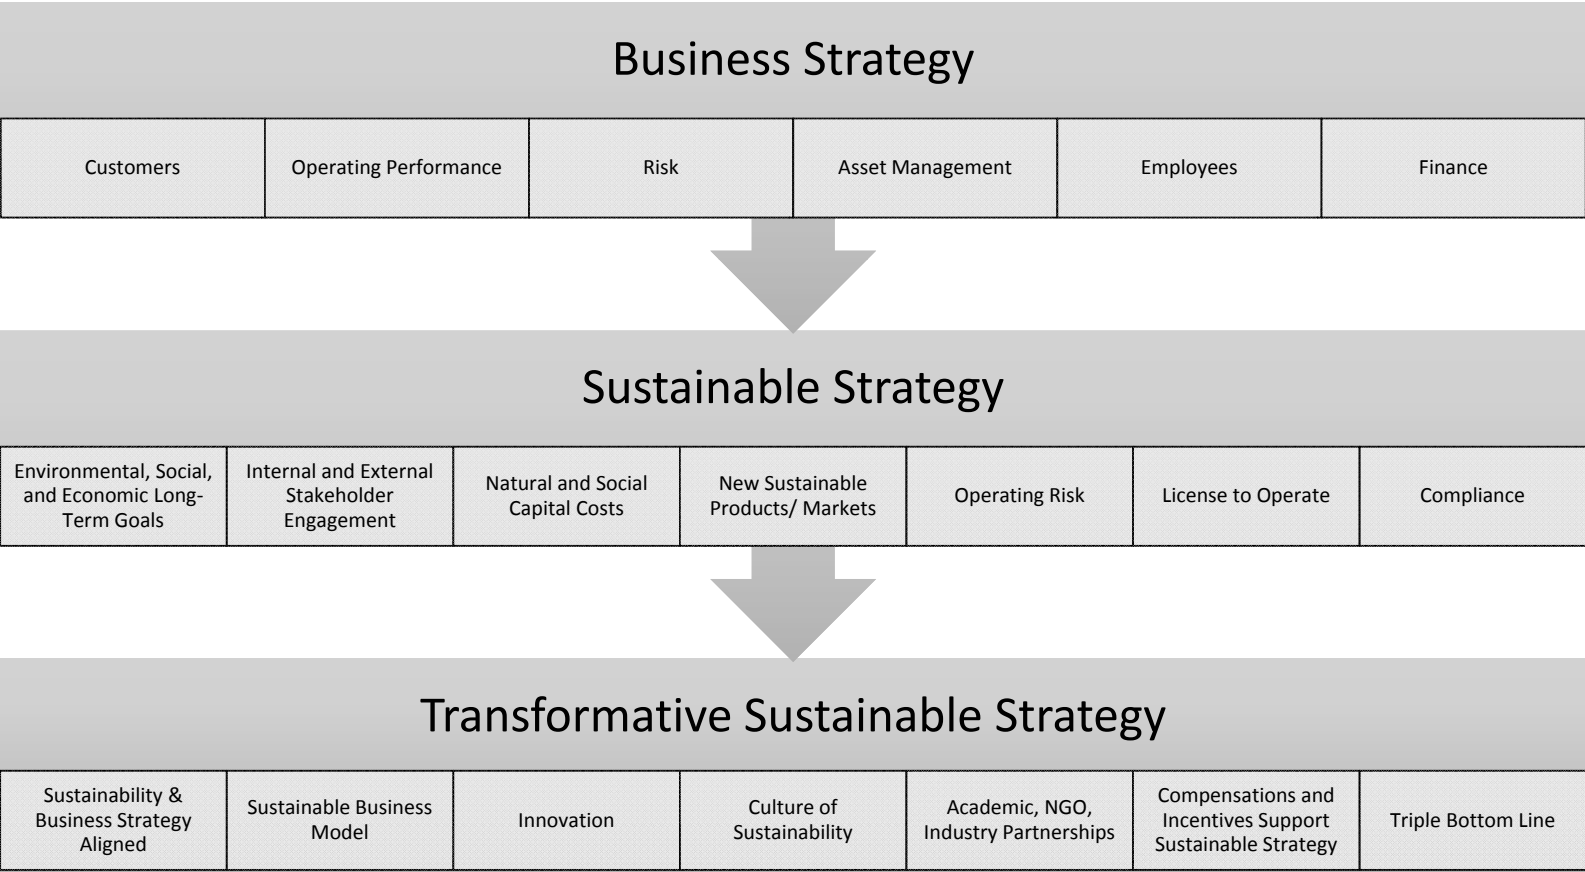 Business Strategy
Customers
Operating Performance
Risk
Asset Management
Employees
Finance
Sustainable Strategy
Environmental, Social,
and Economic Long-
Term Goals
Internal and External
Stakeholder
Engagement
Natural and Social
Capital Costs
New Sustainable
Products/ Markets
Operating Risk
License to Operate
Compliance
Transformative Sustainable Strategy
Sustainability &
Business Strategy
Aligned
Sustainable Business
Model
Innovation
Culture of
Sustainability
Academic, NGO,
Industry Partnerships
Compensations and
Incentives Support
Sustainable Strategy
Triple Bottom Line